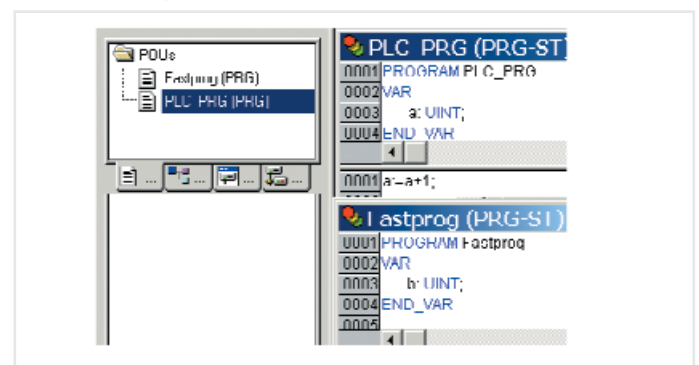 POUs
Fastprog (PRG)
PLC_PRG (PRG)
... ... ... ...
PLC_PRG (PRG-ST)
0001 PROGRAM PLC_PRG
0002 VAR
0003 a: UINT;
0004 END_VAR
0001 a:=a+1;
Fastprog (PRG-ST)
0001 PROGRAM Fastprog
0002 VAR
0003 b: UINT;
0004 END_VAR
0005